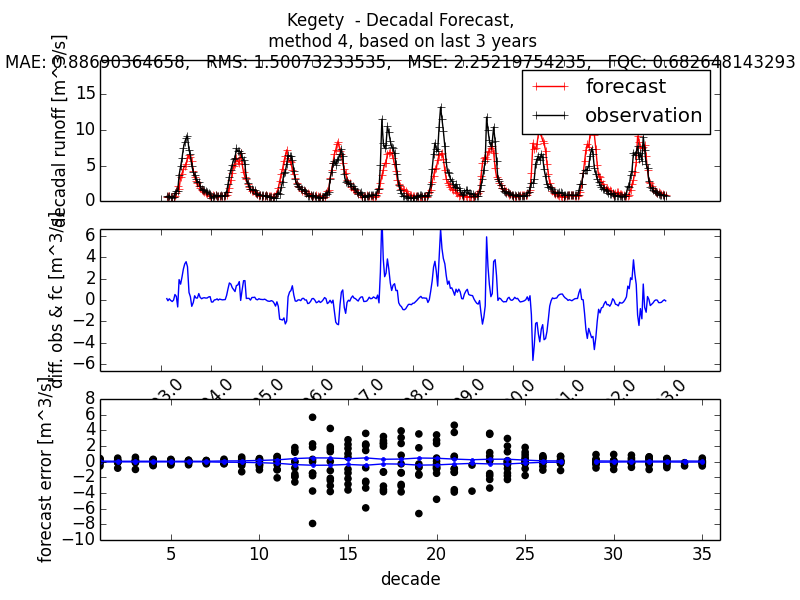 Kegety - Decadal Forecast,
method 4, based on last 3 years
MAE: 0.88690364658, RMS: 1.50073233535, MSE: 2.25219754235, FQC: 0.682648143293
decadal runoff [m^3/s]
15
10
5
0
forecast
observation
diff. obs & fc [m^3/s]
6
4
2
0
−2
−4
−6
03.0
forecast error [m^3/s]
8
6
4
2
0
−2
−4
−6
−8
−10
5 10 15 20 25 30 35
decade